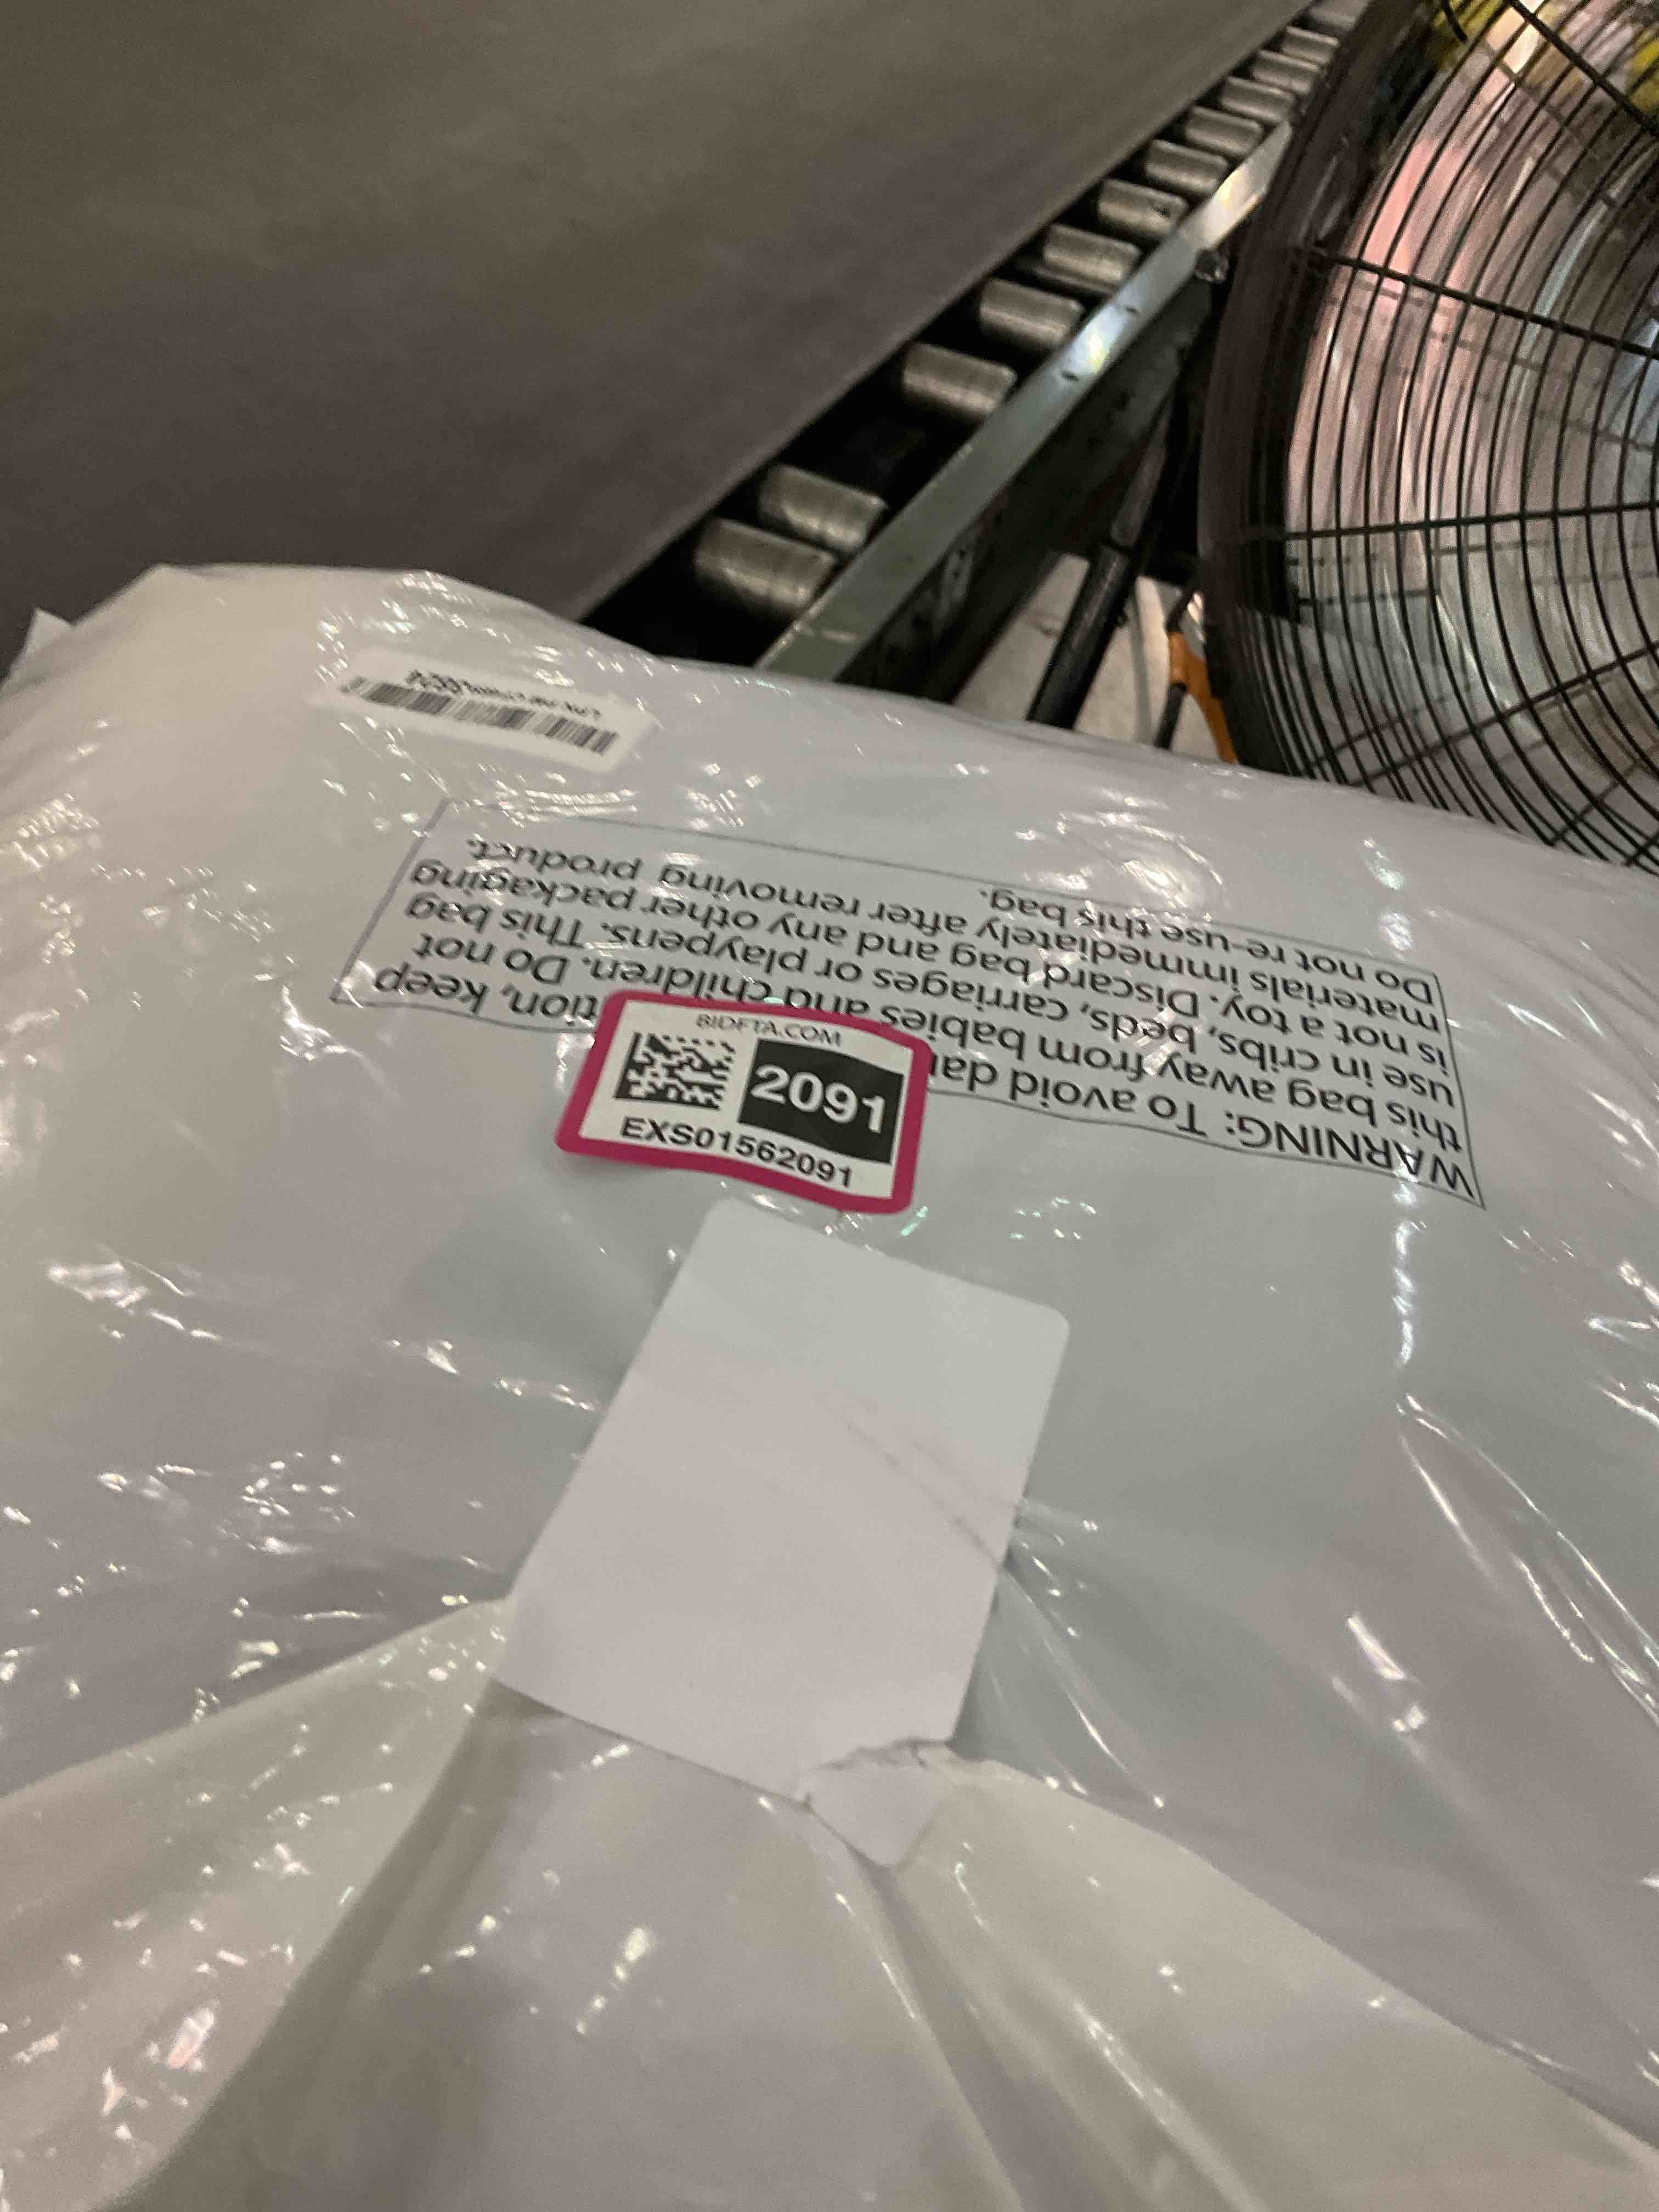 BIDFTA.COM
2091
EXS01562091
WARNING: To avoid
this bag away from babies and children. Do not
use in cribs, beds, carriages or playpens. This bag
is not a toy. Discard bag and any other packaging
materials immediately after removing product.
Do not re-use this bag.
keep